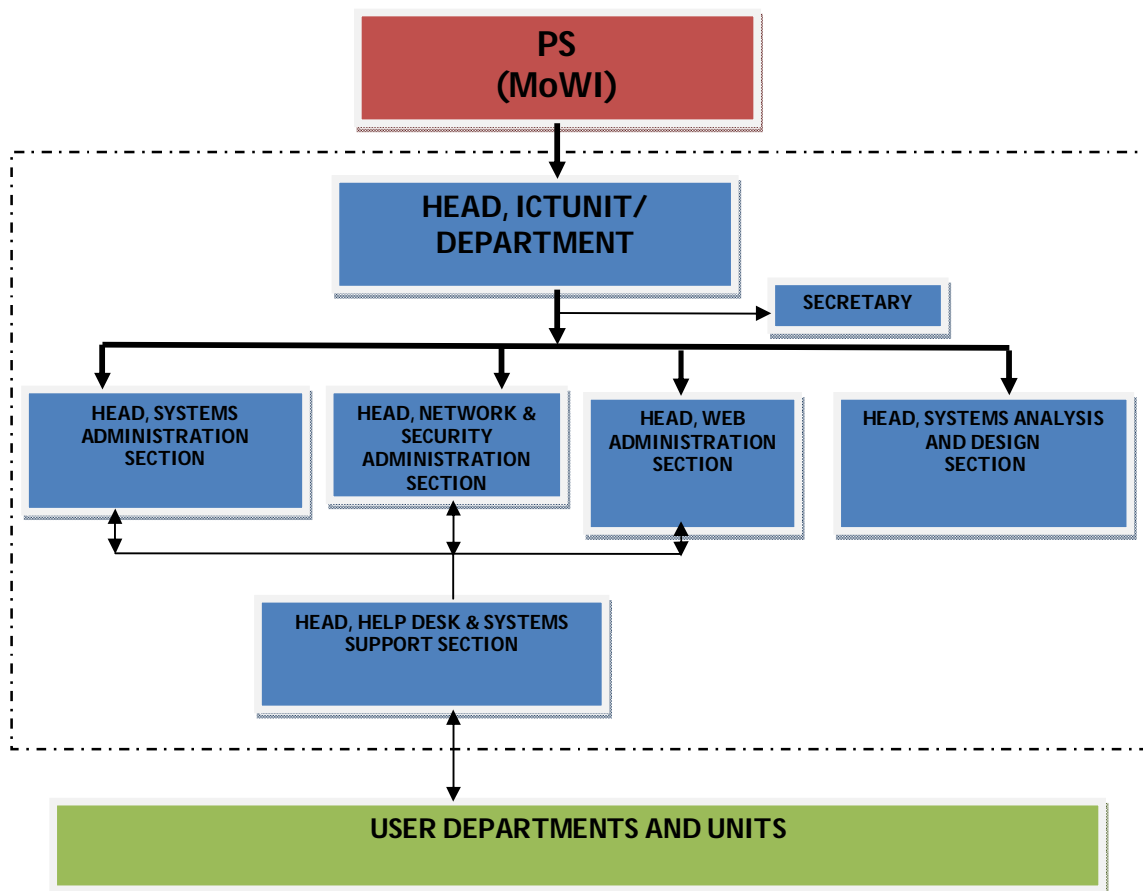 PS
(MoWI)
HEAD, ICTUNIT/
DEPARTMENT
SECRETARY
HEAD, SYSTEMS
ADMINISTRATION
SECTION
HEAD, NETWORK &
SECURITY
ADMINISTRATION
SECTION
HEAD, WEB
ADMINISTRATION
SECTION
HEAD, SYSTEMS ANALYSIS
AND DESIGN
SECTION
HEAD, HELP DESK & SYSTEMS
SUPPORT SECTION
USER DEPARTMENTS AND UNITS